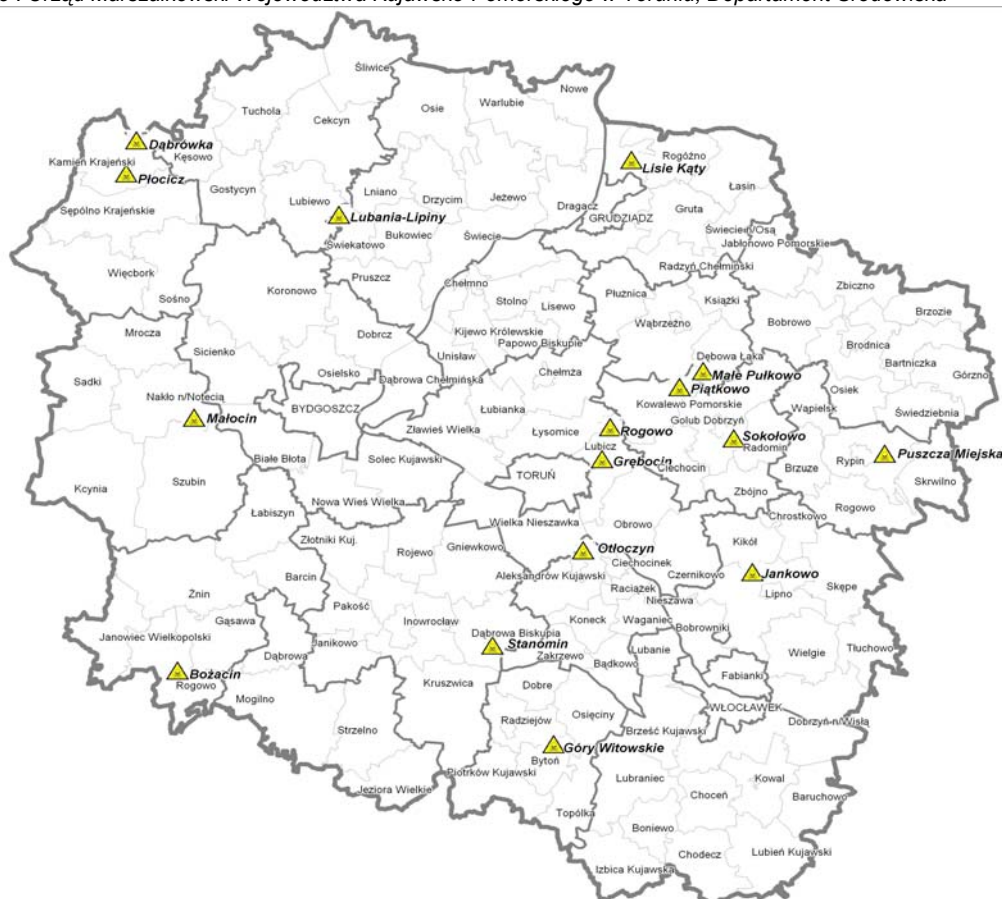 Urząd Marszałkowski Województwa Kujawsko-Pomorskiego w Toruniu, Departament Środowiska
Śliwice
Nowe
Tuchola
Osie
Warlubie
Cekcyn
Dąbrówka
Kęsowo
Kamień Krajeński
Płocicz
Rogóźno
Lisie Kąty
Łasin
Gostycyn
Lubiewo
Lniano
Drzycim
Jeżewo
Dragacz
GRUDZIĄDZ
Gruta
Sępólno Krajeńskie
Lubania-Lipiny
Bukowiec
Świekatowo
Świecie
Świecie n/Osą
Jabłonowo Pomorskie
Radzyń Chełmiński
Więcbork
Sośno
Pruszcz
Chełmno
Płużnica
Książki
Zbiczno
Koronowo
Stolno
Lisewo
Brzozie
Mrocza
Wąbrzeźno
Bobrowo
Sicienko
Dobrcz
Kijewo Królewskie
Papowo Biskupie
Brodnica
Unisław
Dębowa Łąka
Bartniczka
Górzno
Sadki
Osielsko
Dąbrowa Chełmińska
Chełmża
Małe Pułkowo
Piątkowo
Osiek
Wąpielsk
Świedziebnia
Nakło n/Notecią
Małocin
BYDGOSZCZ
Łubianka
Kowalewo Pomorskie
Golub Dobrzyń
Zławieś Wielka
Łysomice
Rogowo
Sokołowo
Radomin
Białe Błota
Solec Kujawski
Lubicz
Grębocin
Ciechocin
Brzuze
Rypin
Puszcza Miejska
Skrwilno
Kcynia
Szubin
TORUŃ
Zbójno
Rogowo
Nowa Wieś Wielka
Łabiszyn
Chrostkowo
Wielka Nieszawka
Obrowo
Złotniki Kuj.
Rojewo
Gniewkowo
Kikół
Otłoczyn
Ciechocinek
Barcin
Aleksandrów Kujawski
Czernikowo
Jankowo
Raciążek
Lipno
Skępe
Żnin
Pakość
Nieszawa
Gąsawa
Inowrocław
Koneck
Waganiec
Bobrowniki
Janowiec Wielkopolski
Janikowo
Dąbrowa Biskupia
Stanomin
Lubanie
Wielgie
Tłuchowo
Dąbrowa
Zakrzewo
Bądkowo
Bożacin
Rogowo
Kruszwica
Dobre
Fabianki
Mogilno
WŁOCŁAWEK
Radziejów
Osięciny
Dobrzyń n/Wisłą
Strzelno
Brześć Kujawski
Góry Witowskie
Bytoń
Piotrków Kujawski
Lubraniec
Kowal
Jeziora Wielkie
Choceń
Baruchowo
Topólka
Boniewo
Chodecz
Lubień Kujawski
Izbica Kujawska